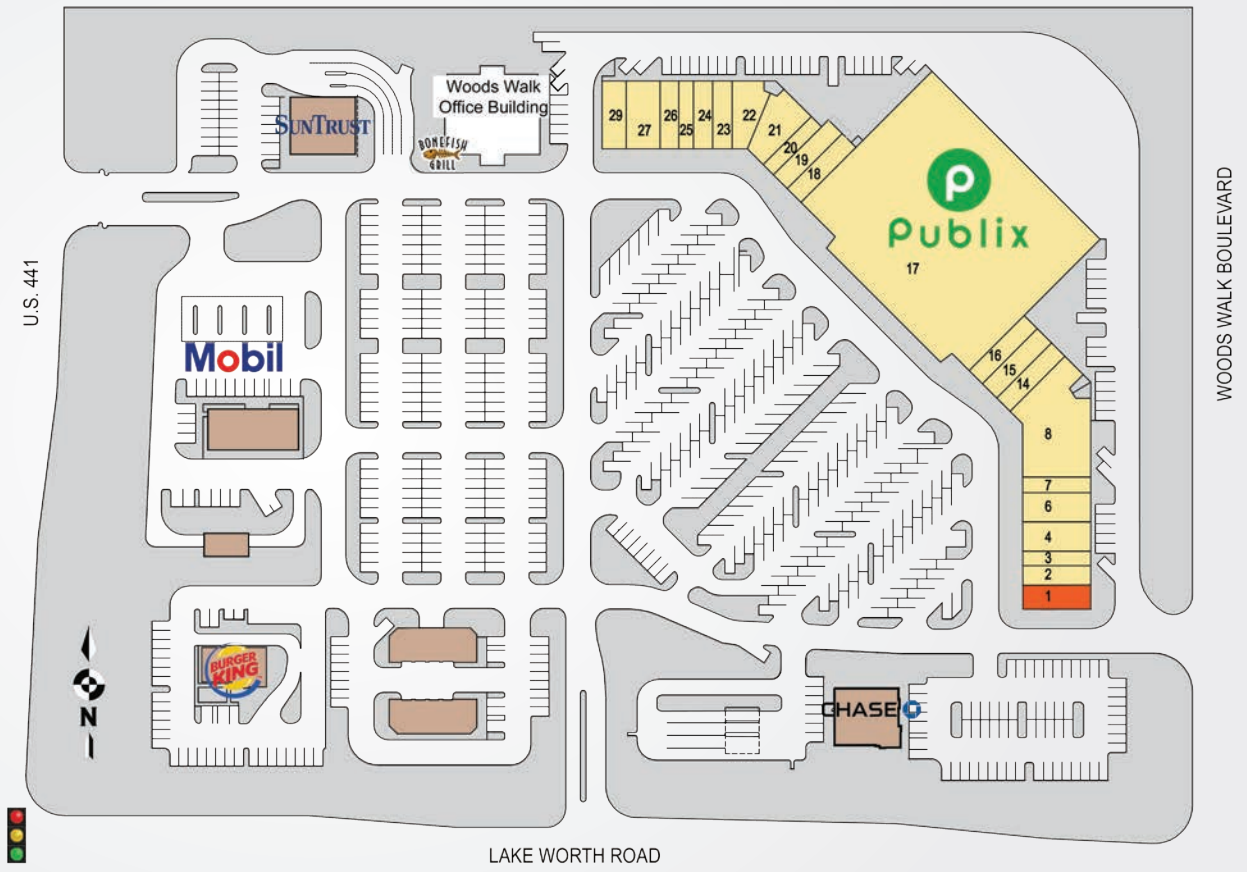 Woods Walk
Office Building
SUNTRUST
BONEFISH
GRILL
29
27
26
25
24
23
22
21
20
19
18
Publix
17
16
15
14
8
7
6
4
3
2
1
U.S. 441
WOODS WALK BOULEVARD
Mobil
BURGER
KING
CHASE
N
LAKE WORTH ROAD